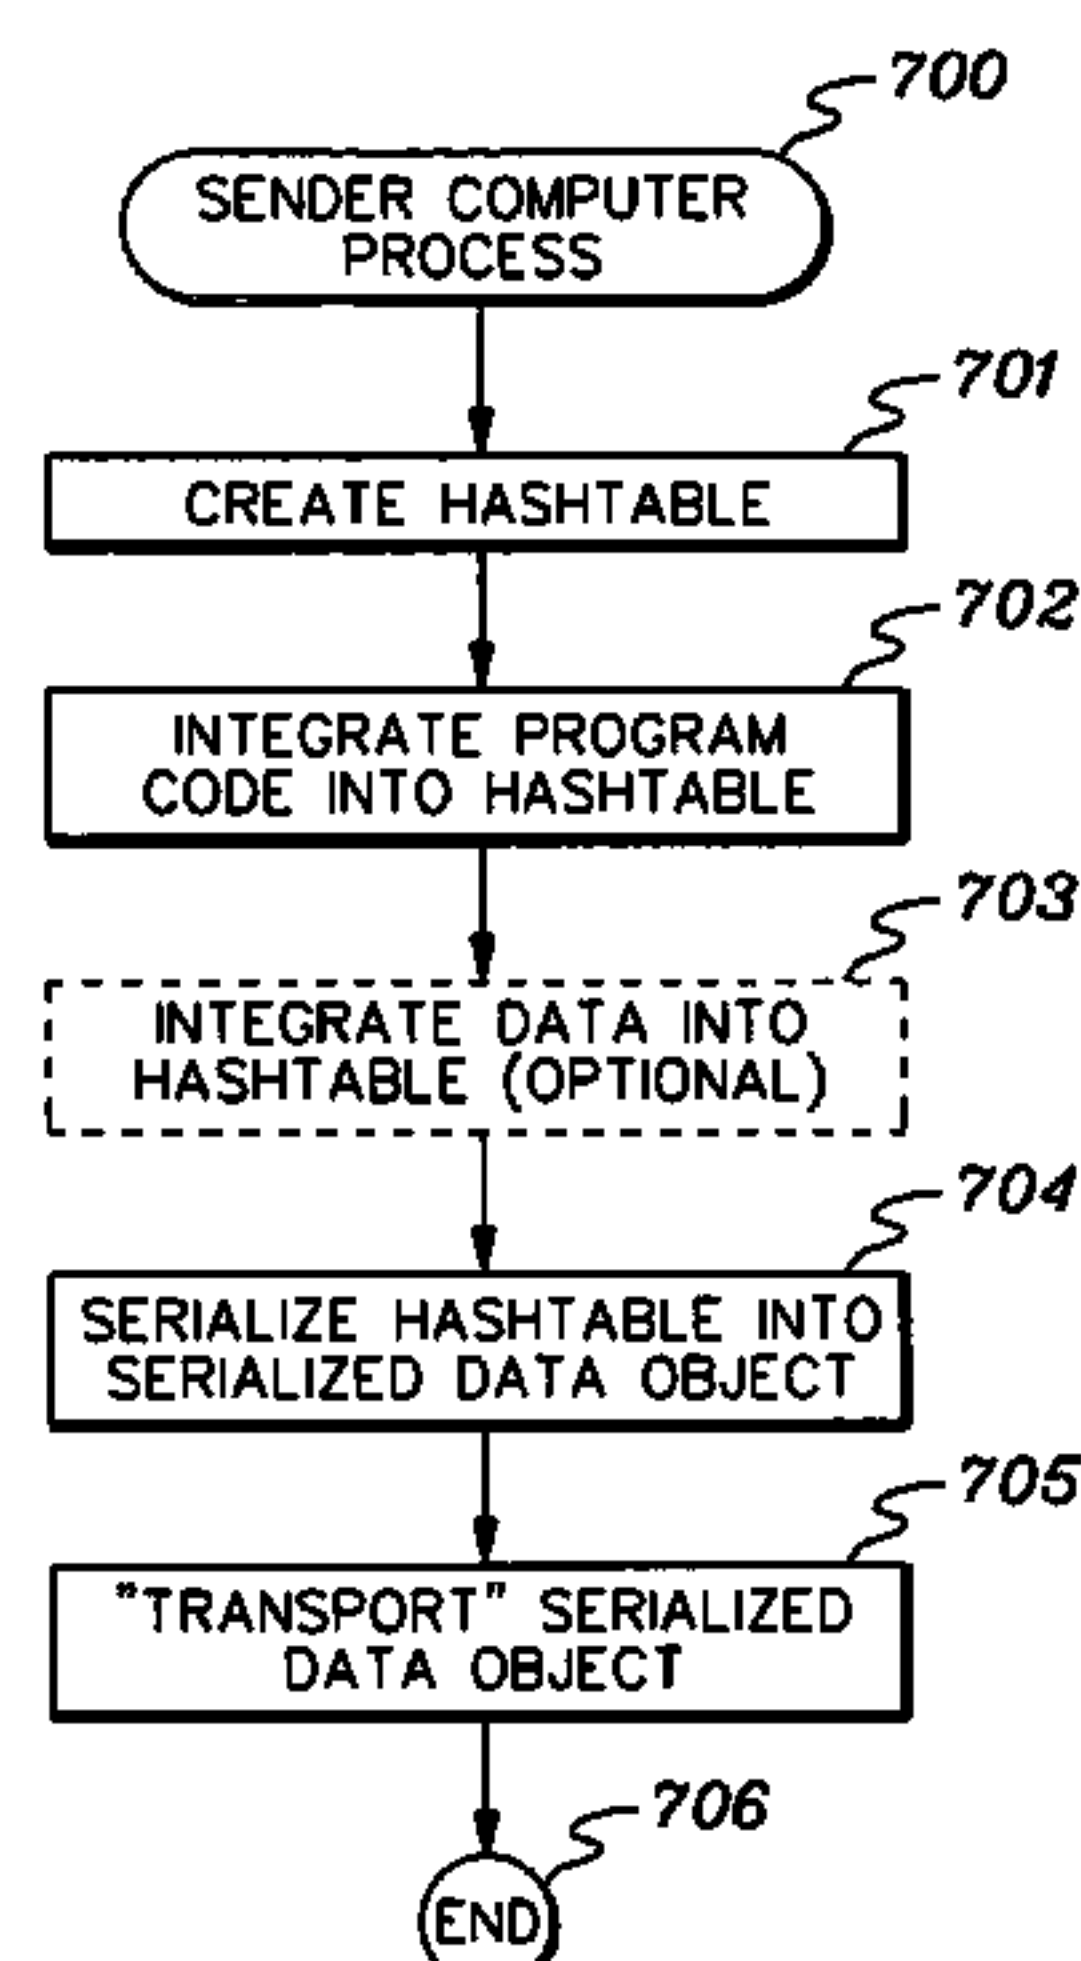 700
SENDER COMPUTER
PROCESS
701
CREATE HASHTABLE
702
INTEGRATE PROGRAM
CODE INTO HASHTABLE
703
INTEGRATE DATA INTO
HASHTABLE (OPTIONAL)
704
SERIALIZE HASHTABLE INTO
SERIALIZED DATA OBJECT
705
"TRANSPORT" SERIALIZED
DATA OBJECT
706
END